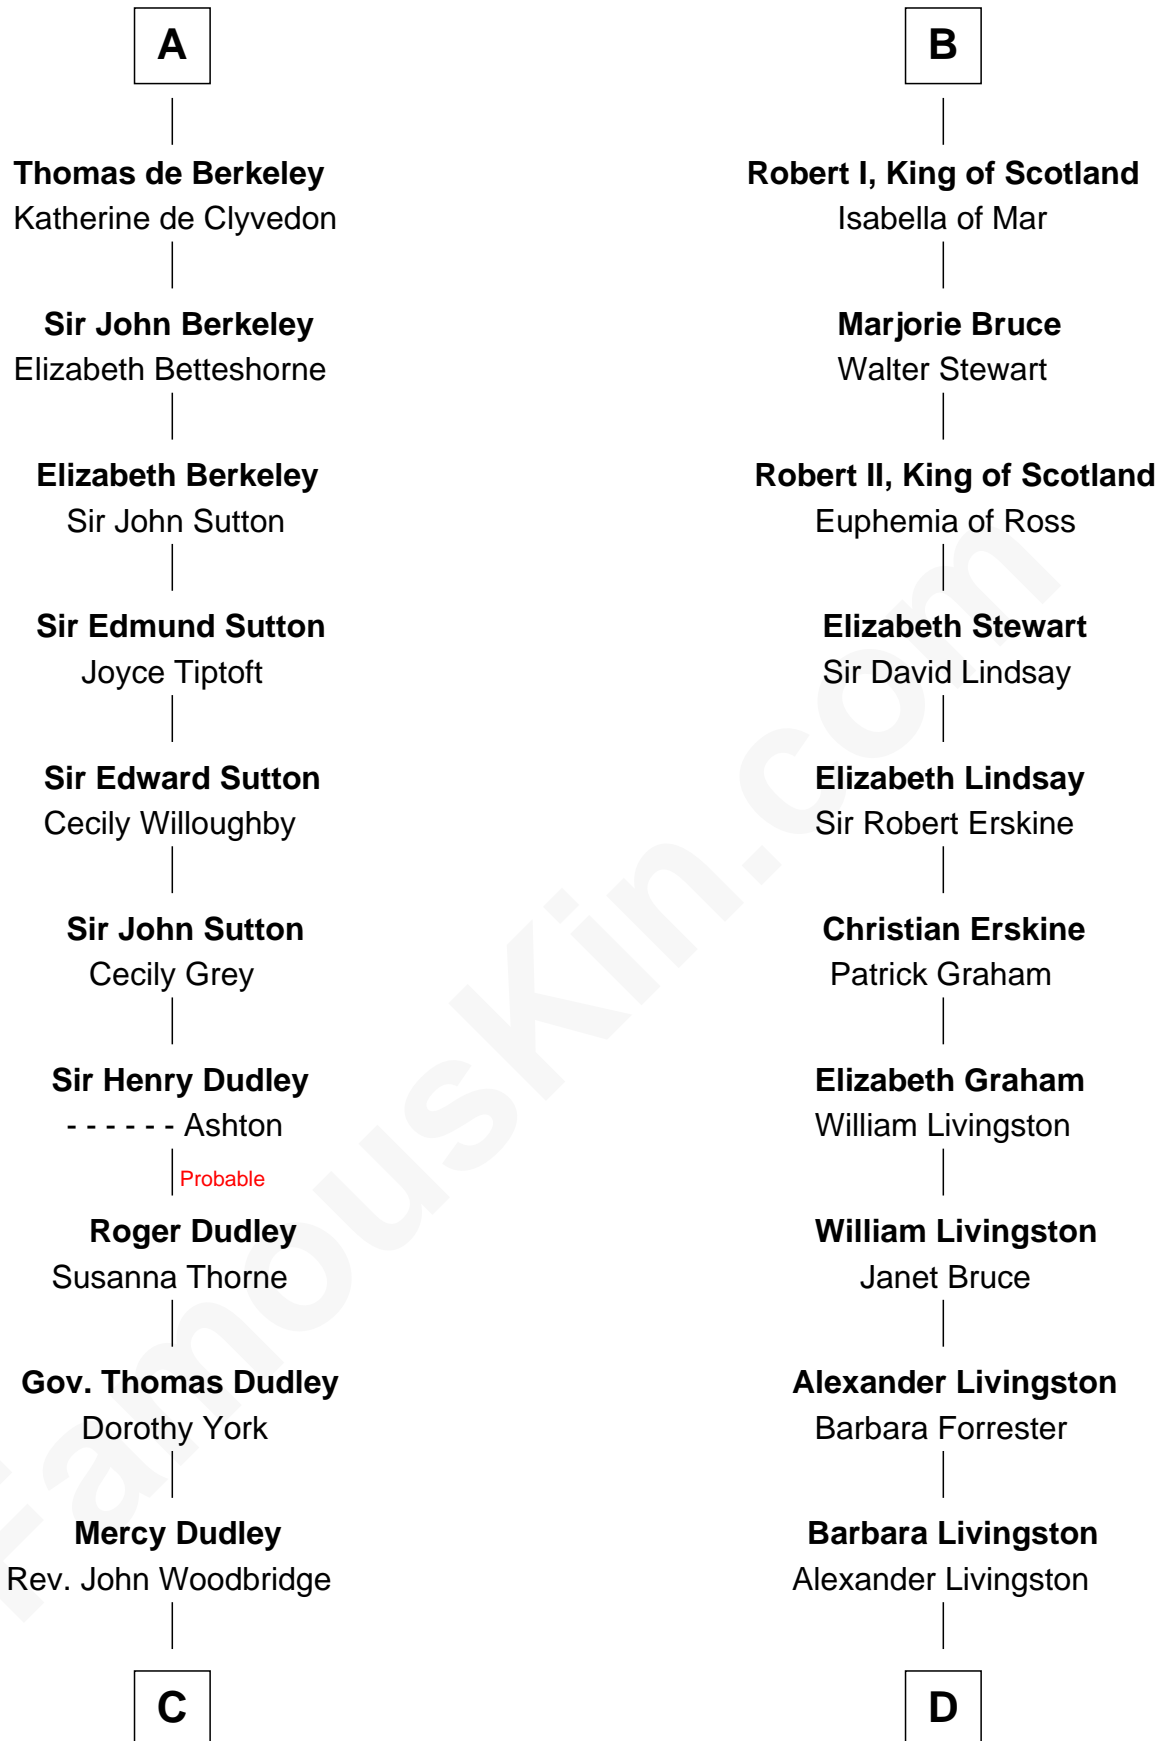 A
Thomas de Berkeley
Katherine de Clyvedon
Sir John Berkeley
Elizabeth Betteshorne
Elizabeth Berkeley
Sir John Sutton
Sir Edmund Sutton
Joyce Tiptoft
Sir Edward Sutton
Cecily Willoughby
Sir John Sutton
Cecily Grey
Sir Henry Dudley
- - - - - - Ashton
Probable
Roger Dudley
Susanna Thorne
Gov. Thomas Dudley
Dorothy York
Mercy Dudley
Rev. John Woodbridge
C
B
Robert I, King of Scotland
Isabella of Mar
Marjorie Bruce
Walter Stewart
Robert II, King of Scotland
Euphemia of Ross
Elizabeth Stewart
Sir David Lindsay
Elizabeth Lindsay
Sir Robert Erskine
Christian Erskine
Patrick Graham
Elizabeth Graham
William Livingston
William Livingston
Janet Bruce
Alexander Livingston
Barbara Forrester
Barbara Livingston
Alexander Livingston
D
FamousKin.com